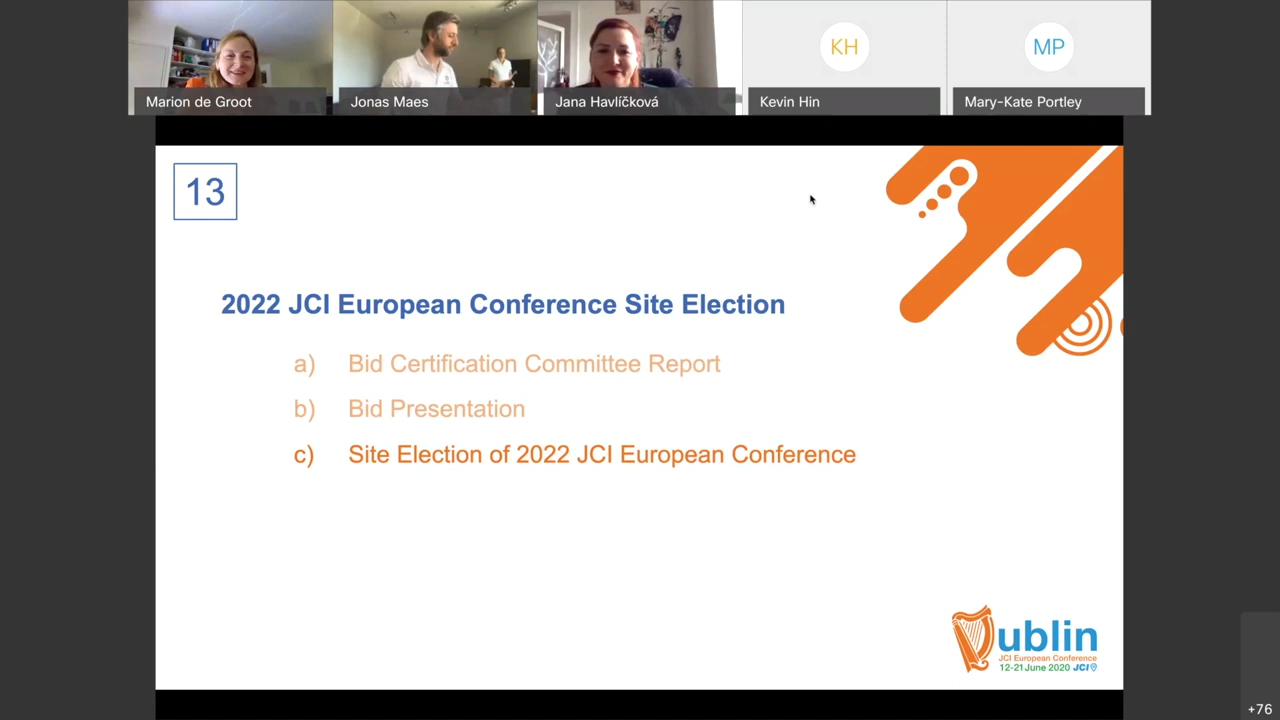 KH
MP
Marion de Groot
Jonas Maes
Jana Havlíčková
Kevin Hin
Mary-Kate Portley
13
2022 JCI European Conference Site Election
a) Bid Certification Committee Report
b) Bid Presentation
c) Site Election of 2022 JCI European Conference
Dublin
JCI European Conference
12-21 June 2020 JCI
+76